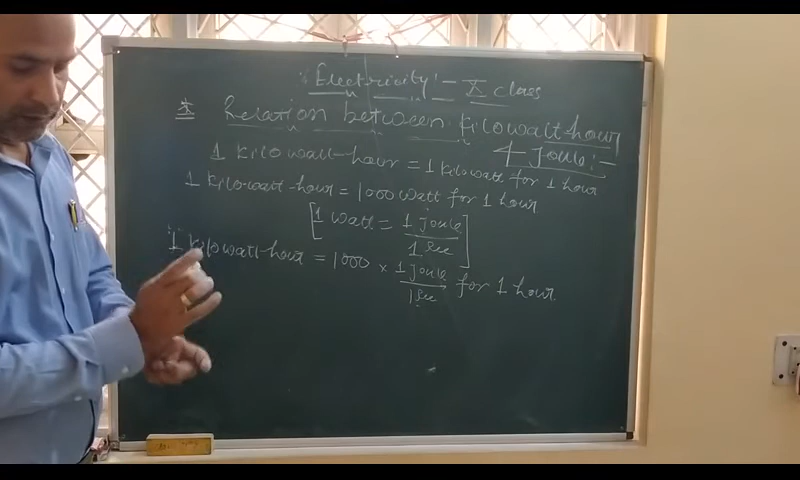 Electricity :- X class
* Relation between kilowatt-hour
& Joule :-
1 kilowatt-hour = 1 kilowatt for 1 hour
1 kilowatt-hour = 1000 watt for 1 hour
[1 watt = 1 joule / 1 sec]
1 kilowatt-hour = 1000 × 1 joule / 1 sec for 1 hour